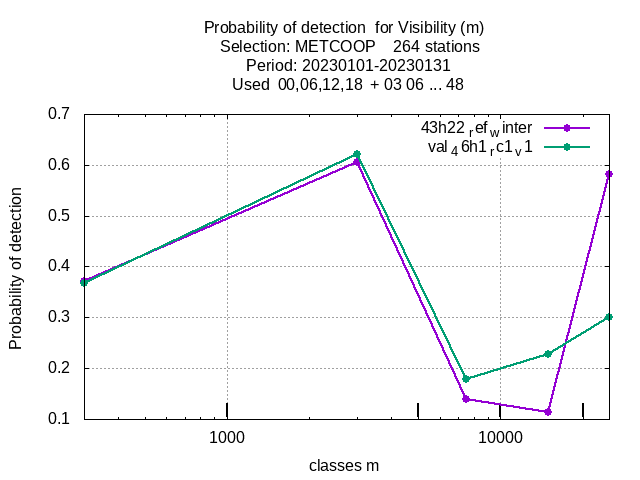 Probability of detection  for Visibility (m)
Selection: METCOOP    264 stations
Period: 20230101-20230131
Used  00,06,12,18  + 03 06 ... 48
0.7
43h22 ref winter
val 4 6h1 r c1 v 1
0.6
0.5
Probability of detection
0.4
0.3
0.2
0.1
1000
10000
classes m